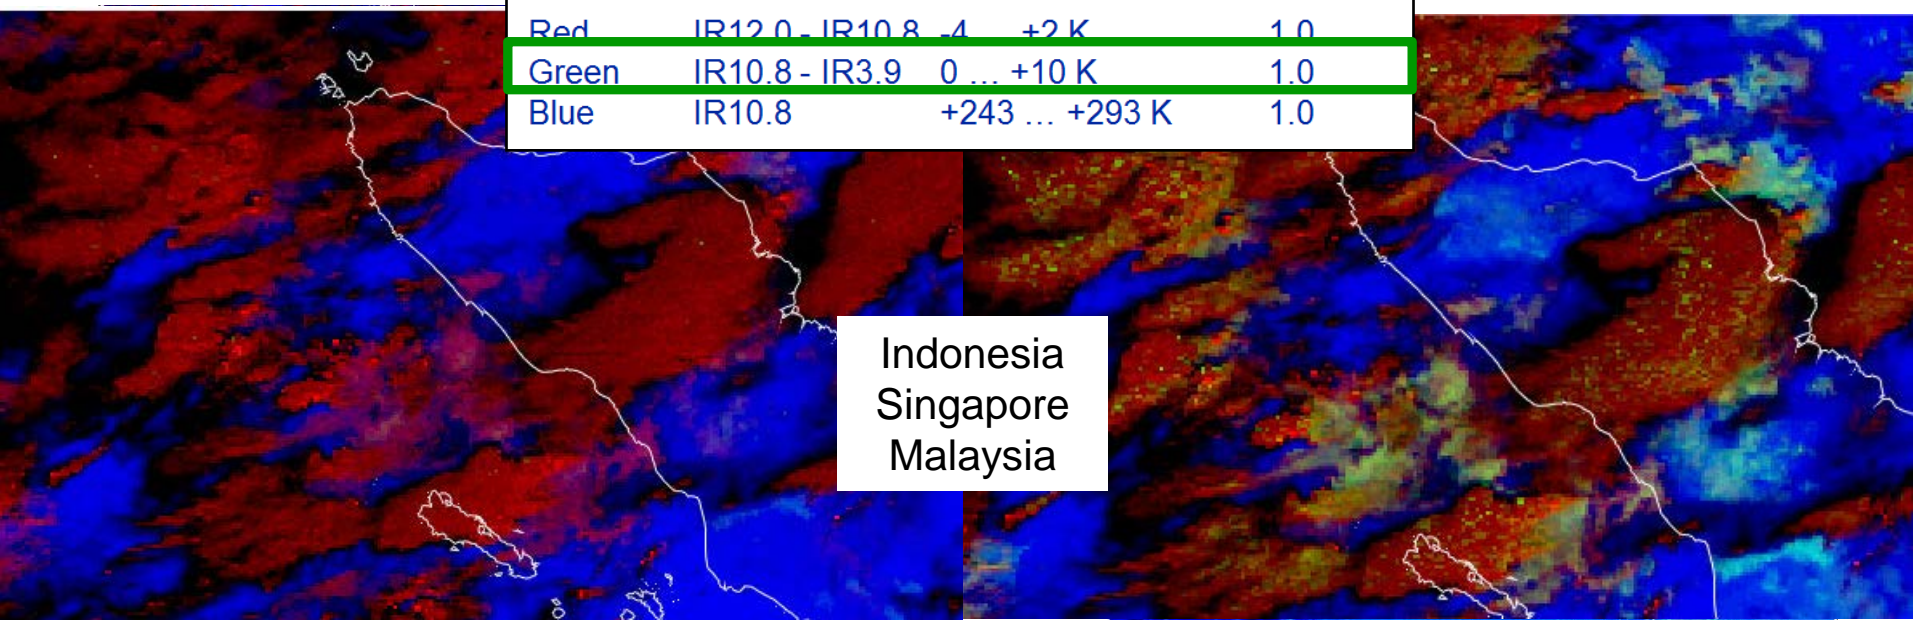 Red IR12.0 - IR10.8 -4 ... +2 K 1.0
Green IR10.8 - IR3.9 0 ... +10 K 1.0
Blue IR10.8 +243 ... +293 K 1.0
Indonesia
Singapore
Malaysia